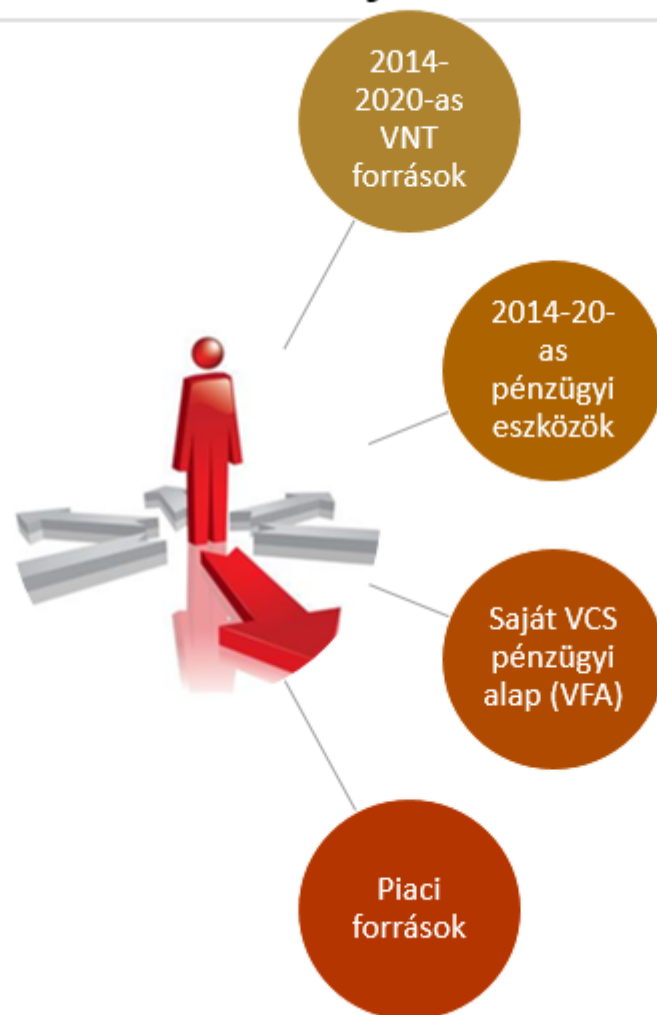 2014-
2020-as
VNT
források
2014-20-
as
pénzügyi
eszközök
Saját VCS
pénzügyi
alap (VFA)
Piaci
források